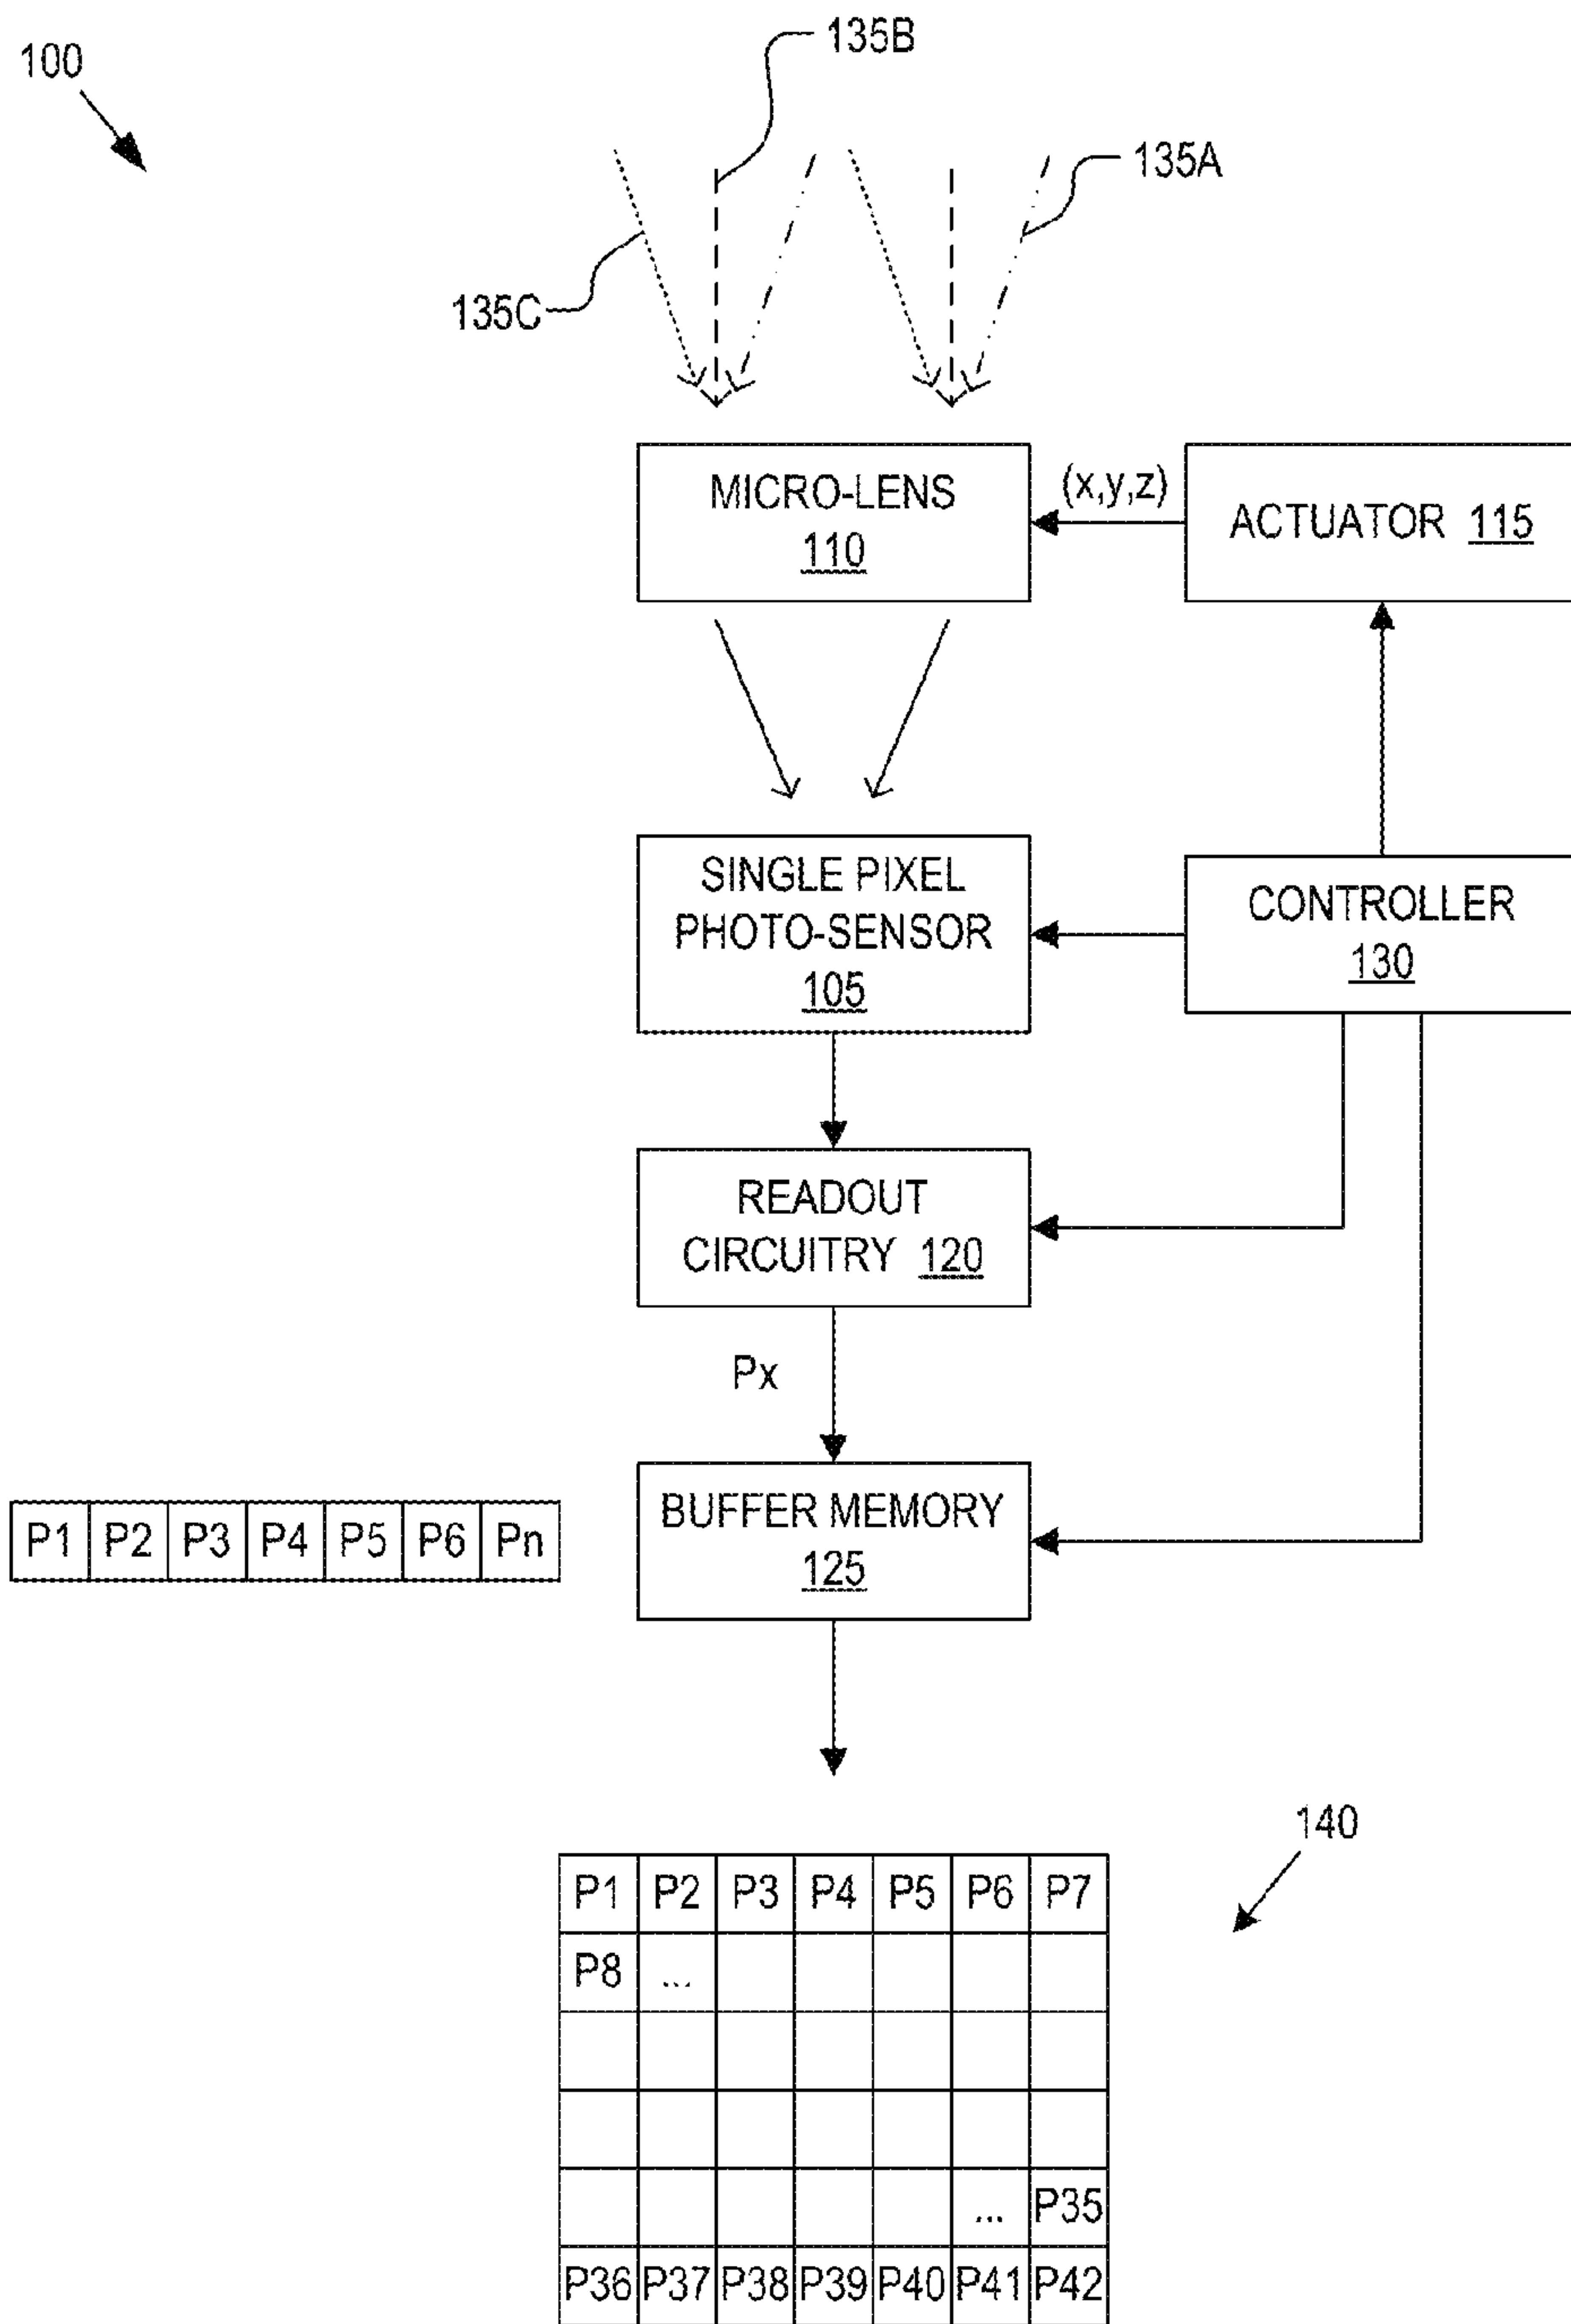 100
135B
135A
135C
MICRO-LENS
110
(x,y,z)
ACTUATOR 115
SINGLE PIXEL
PHOTO-SENSOR
105
CONTROLLER
130
READOUT
CIRCUITRY 120
Px
P1 P2 P3 P4 P5 P6 Pn
BUFFER MEMORY
125
140
P1 P2 P3 P4 P5 P6 P7
P8 ...
... P35
P36 P37 P38 P39 P40 P41 P42